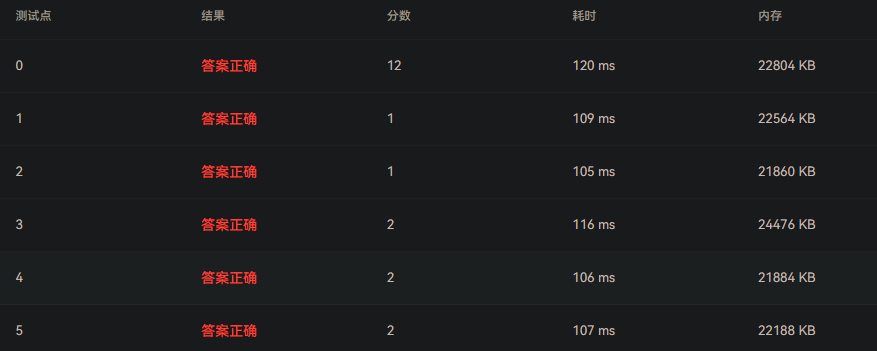 测试点 结果 分数 耗时 内存
0 答案正确 12 120 ms 22804 KB
1 答案正确 1 109 ms 22564 KB
2 答案正确 1 105 ms 21860 KB
3 答案正确 2 116 ms 24476 KB
4 答案正确 2 106 ms 21884 KB
5 答案正确 2 107 ms 22188 KB